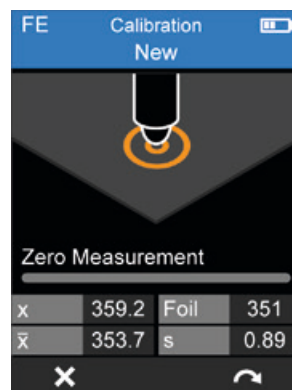 FE Calibration
New
Zero Measurement
x 359.2 Foil 351
x̅ 353.7 s 0.89